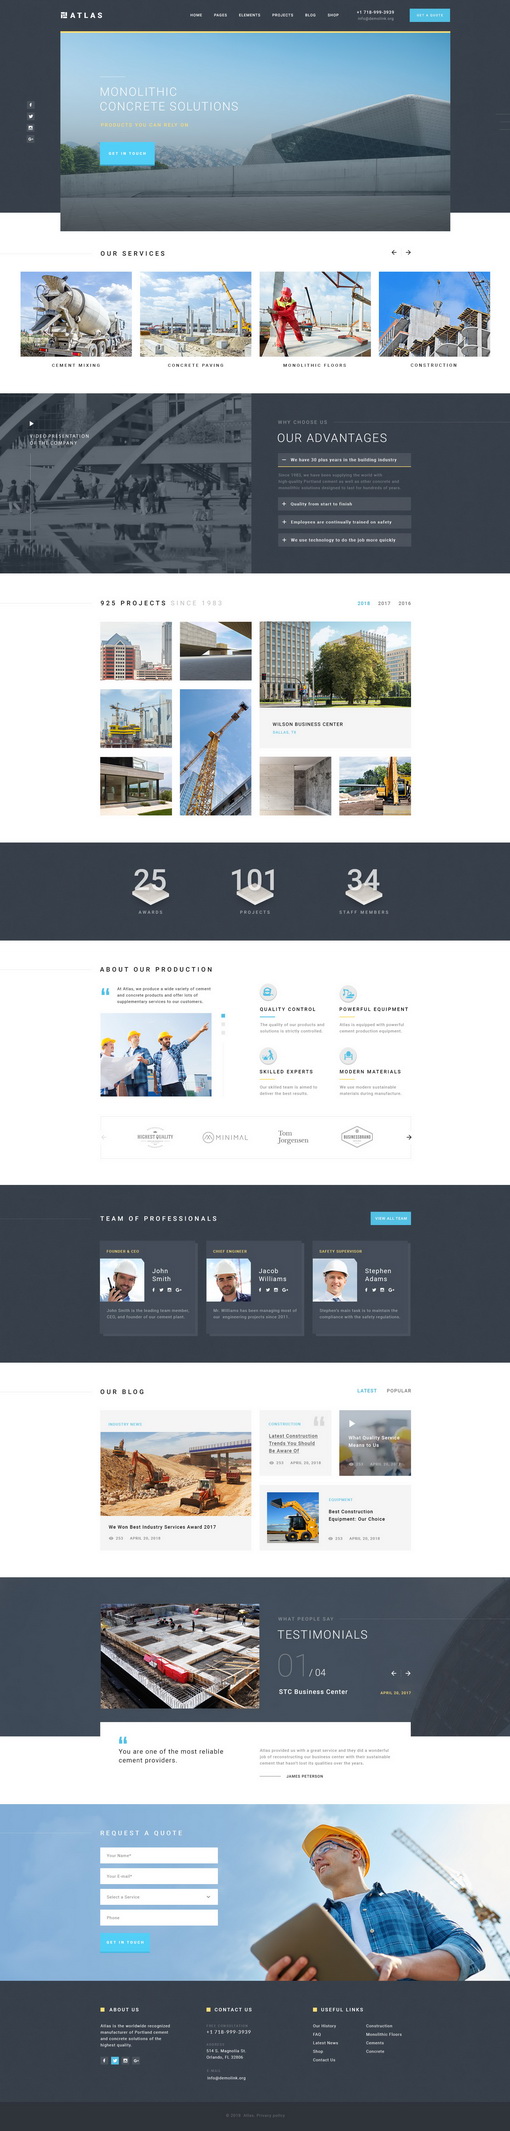 ATLAS
HOME PAGES ELEMENTS PROJECTS BLOG SHOP
+1 718-999-3939
info@demolink.org
GET A QUOTE
MONOLITHIC
CONCRETE SOLUTIONS
PRODUCTS YOU CAN RELY ON
GET IN TOUCH
OUR SERVICES
CEMENT MIXING
CONCRETE PAVING
MONOLITHIC FLOORS
CONSTRUCTION
VIDEO PRESENTATION
OF THE COMPANY
WHY CHOOSE US
OUR ADVANTAGES
We have 30 plus years in the building industry
Since 1983, we have been supplying the world with
high-quality Portland cement as well as other concrete and
monolithic solutions designed to last for hundreds of years.
Quality from start to finish
Employees are continually trained on safety
We use technology to do the job more quickly
925 PROJECTS SINCE 1983
2018 2017 2016
WILSON BUSINESS CENTER
DALLAS, TX
25
AWARDS
101
PROJECTS
34
STAFF MEMBERS
ABOUT OUR PRODUCTION
At Atlas, we produce a wide variety of cement
and concrete products and offer lots of
supplementary services to our customers.
QUALITY CONTROL
The quality of our products and
solutions is strictly controlled.
POWERFUL EQUIPMENT
Atlas is equipped with powerful
cement production equipment.
SKILLED EXPERTS
Our skilled team is aimed to
deliver the best results.
MODERN MATERIALS
We use modern sustainable
materials during manufacture.
HIGHEST QUALITY
MINIMAL
Tom
Jorgensen
BUSINESSBRAND
TEAM OF PROFESSIONALS
VIEW ALL TEAM
FOUNDER & CEO
John
Smith
John Smith is the leading team member,
CEO, and founder of our cement plant.
CHIEF ENGINEER
Jacob
Williams
Mr. Williams has been managing most of
our engineering projects since 2011.
SAFETY SUPERVISOR
Stephen
Adams
Stephen's main task is to maintain the
compliance with the safety regulations.
OUR BLOG
LATEST POPULAR
INDUSTRY NEWS
We Won Best Industry Services Award 2017
255 APRIL 20, 2018
CONSTRUCTION
Latest Construction
Trends You Should
Be Aware Of
255 APRIL 20, 2018
What Quality Service
Means to Us
255 APRIL 20, 2018
EQUIPMENT
Best Construction
Equipment: Our Choice
255 APRIL 20, 2018
WHAT PEOPLE SAY
TESTIMONIALS
01 / 04
STC Business Center
APRIL 20, 2017
You are one of the most reliable
cement providers.
Atlas provided us with a great service and they did a wonderful
job of reconstructing our business center with their sustainable
cement that hasn't lost its qualities over the years.
JAMES PETERSON
REQUEST A QUOTE
Your Name*
Your E-mail*
Select a Service
Phone
GET IN TOUCH
ABOUT US
Atlas is the worldwide recognized
manufacturer of Portland cement
and concrete solutions of the
highest quality.
CONTACT US
FREE CONSULTATION
+1 718-999-3939
ADDRESS
514 S. Magnolia St.
Orlando, FL 32806
E-MAIL
info@demolink.org
USEFUL LINKS
Our History
FAQ
Latest News
Shop
Contact Us
Construction
Monolithic Floors
Cements
Concrete